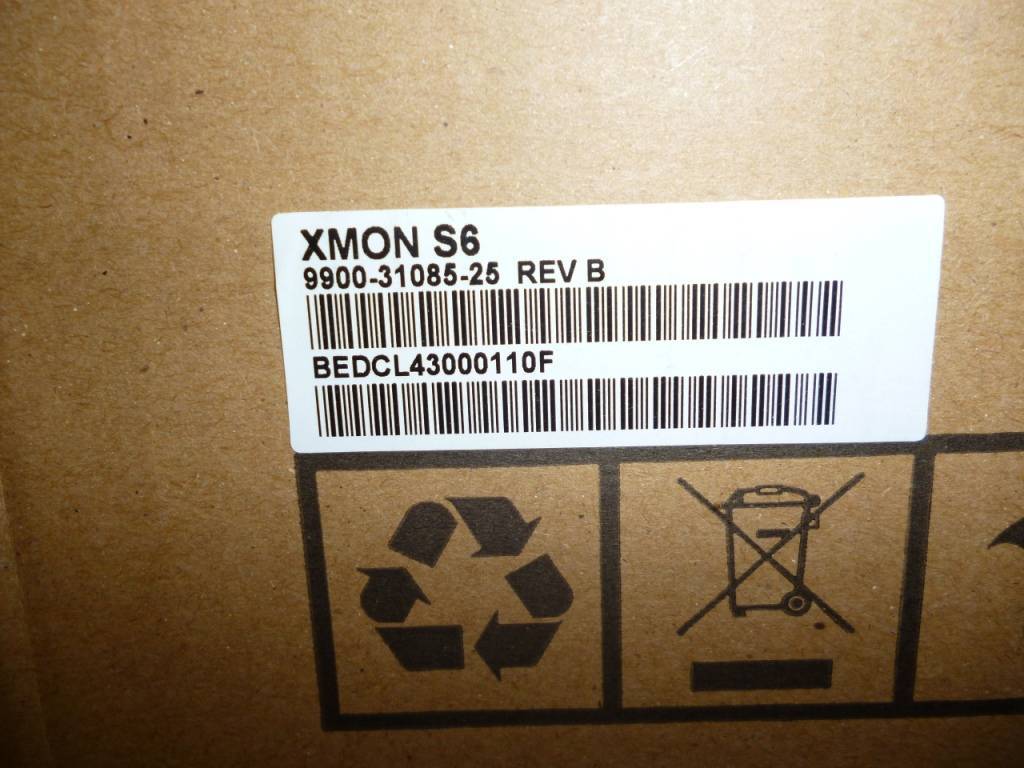 XMON S6
9900-31085-25 REV B
BEDCL43000110F